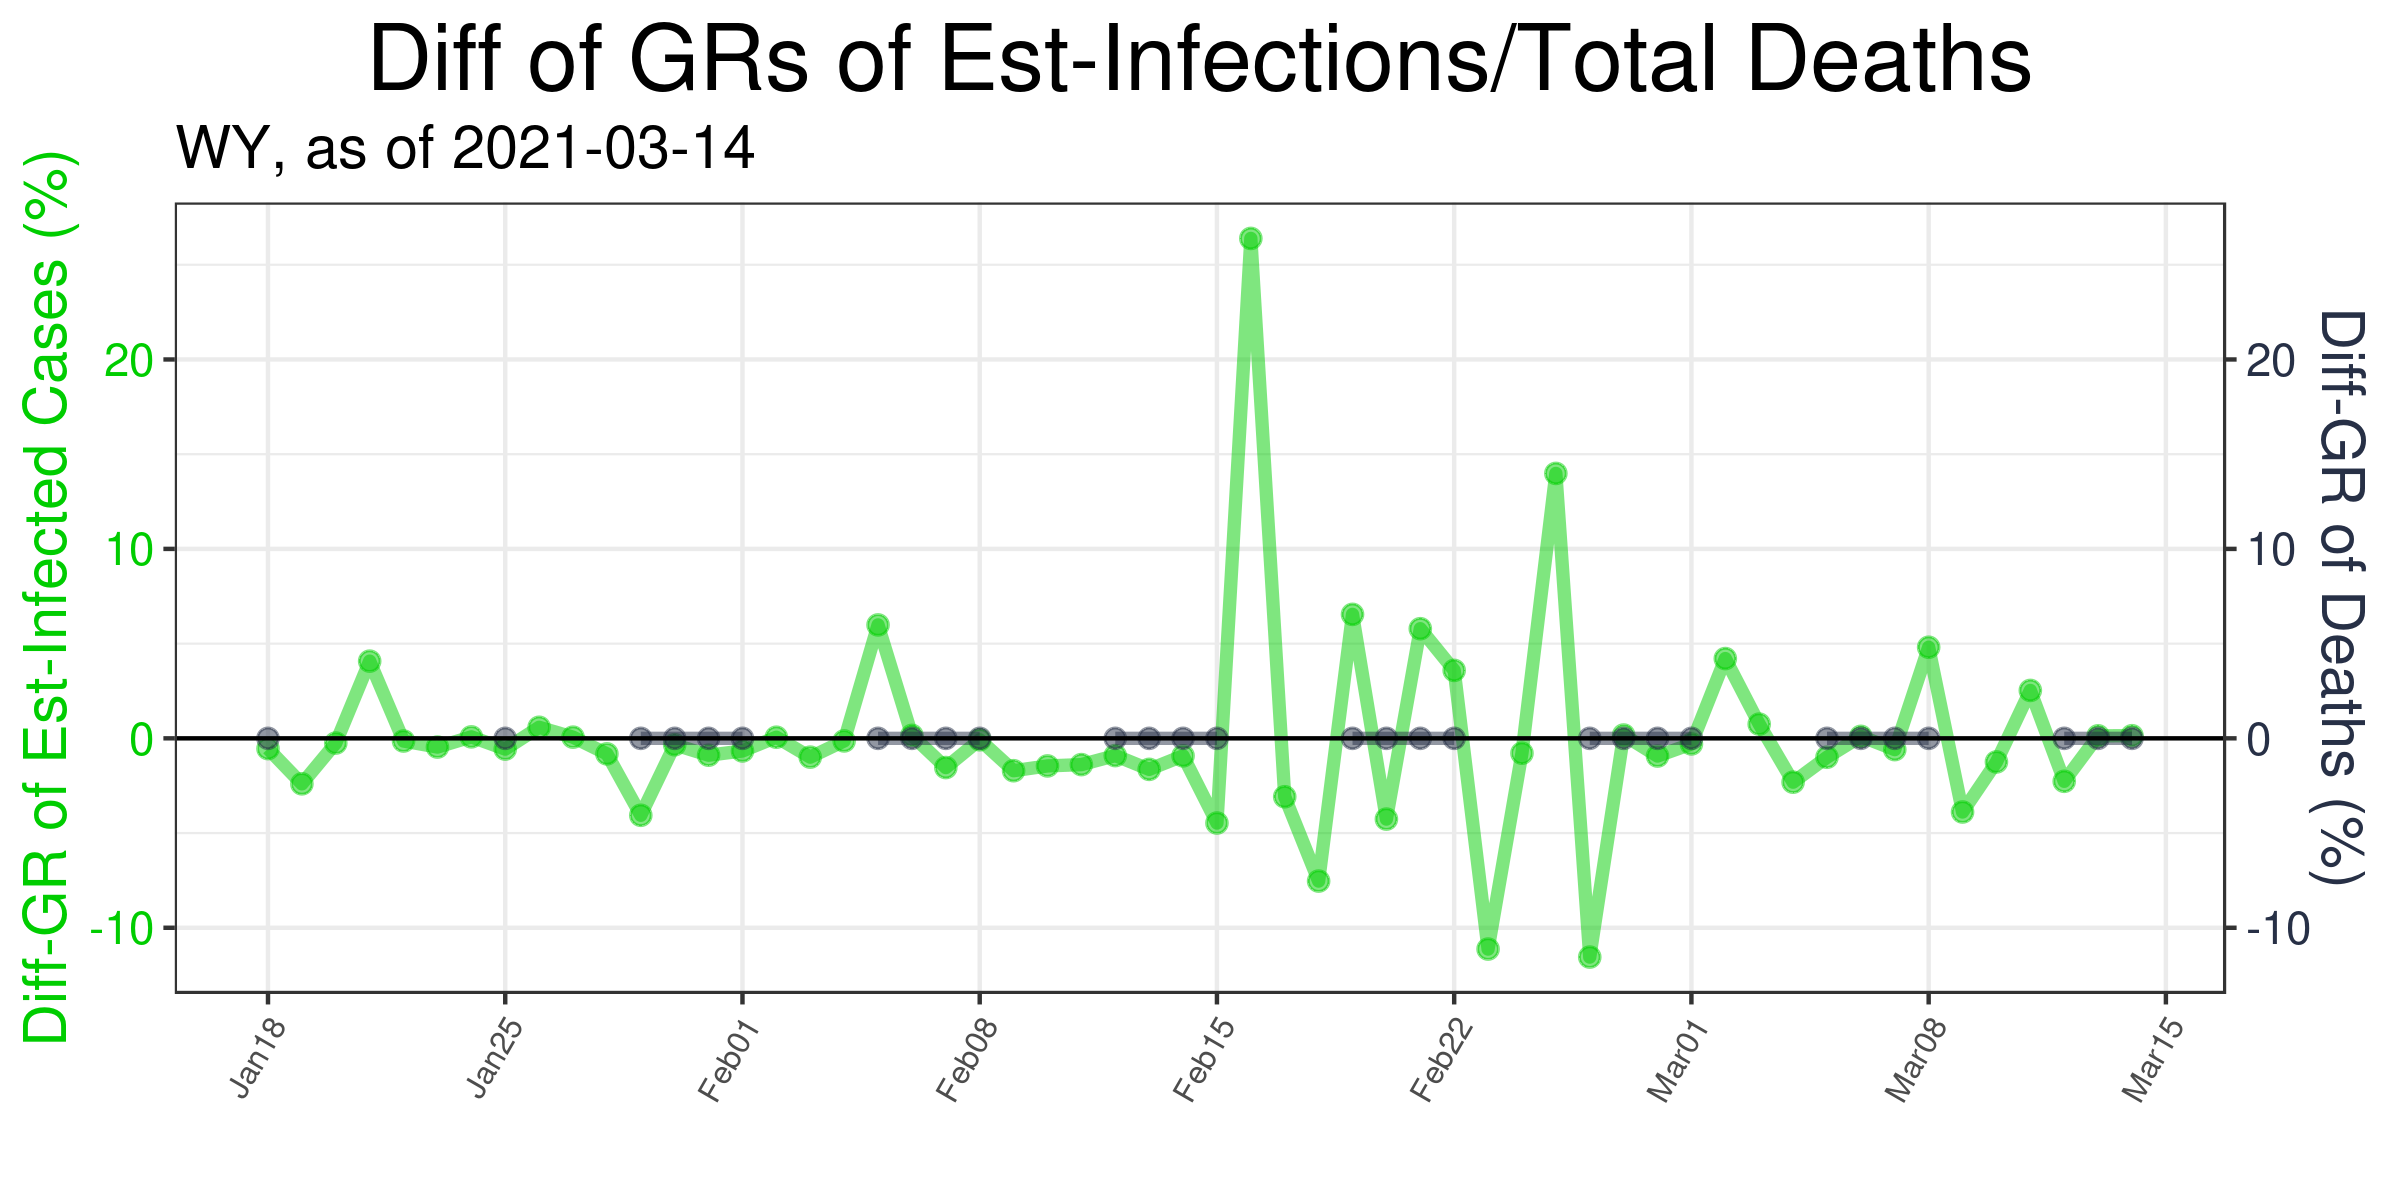 Diff of GRs of Est-Infections/Total Deaths
WY, as of 2021-03-14
Diff-GR of Est-Infected Cases (%)
20
10
0
-10
20
10
0
-10
Diff-GR of Deaths (%)
Jan18
Jan25
Feb01
Feb08
Feb15
Feb22
Mar01
Mar08
Mar15